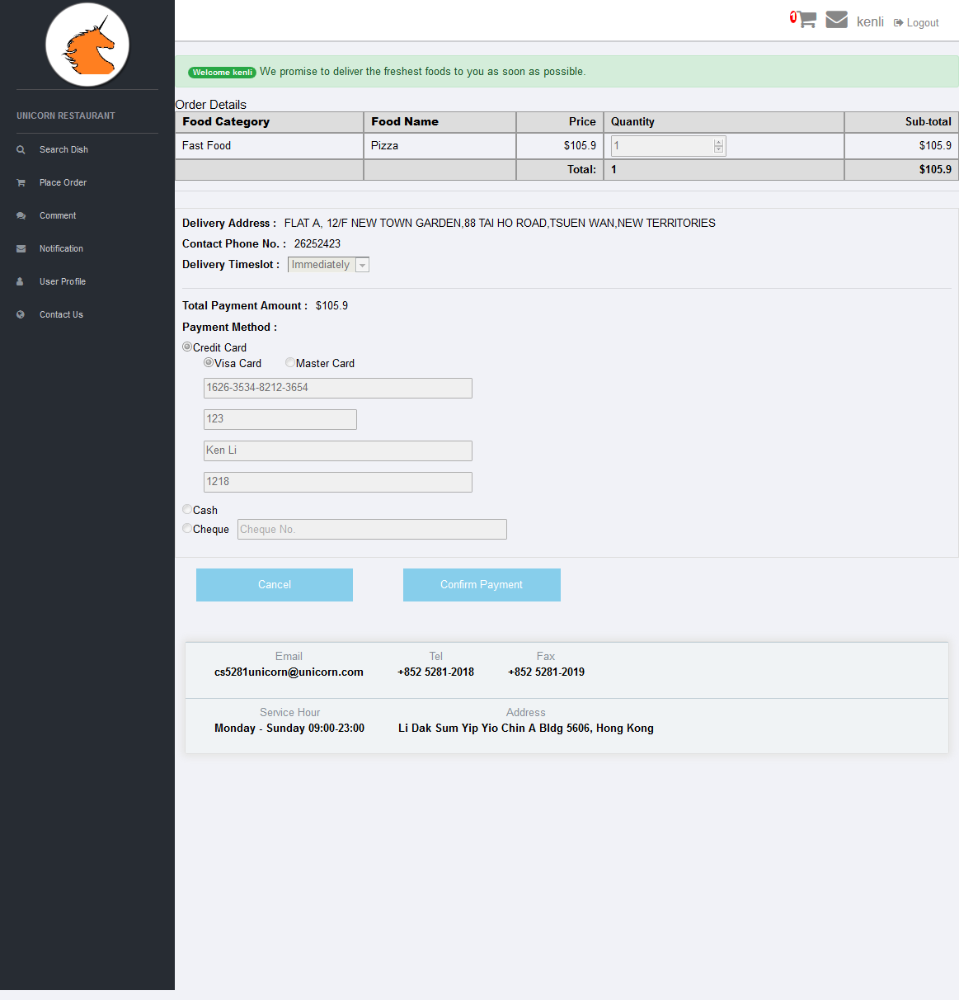 1
kenli
Logout
UNICORN RESTAURANT
Search Dish
Place Order
Comment
Notification
User Profile
Contact Us
Welcome kenli We promise to deliver the freshest foods to you as soon as possible.
Order Details
Food Category Food Name Price Quantity Sub-total
Fast Food Pizza $105.9 1 $105.9
Total: 1 $105.9
Delivery Address : FLAT A, 12/F NEW TOWN GARDEN,88 TAI HO ROAD,TSUEN WAN,NEW TERRITORIES
Contact Phone No. : 26252423
Delivery Timeslot : Immediately
Total Payment Amount : $105.9
Payment Method :
Credit Card
Visa Card Master Card
1626-3534-8212-3654
123
Ken Li
1218
Cash
Cheque Cheque No.
Cancel Confirm Payment
Email Tel Fax
cs5281unicorn@unicorn.com +852 5281-2018 +852 5281-2019
Service Hour Address
Monday - Sunday 09:00-23:00 Li Dak Sum Yip Yio Chin A Bldg 5606, Hong Kong